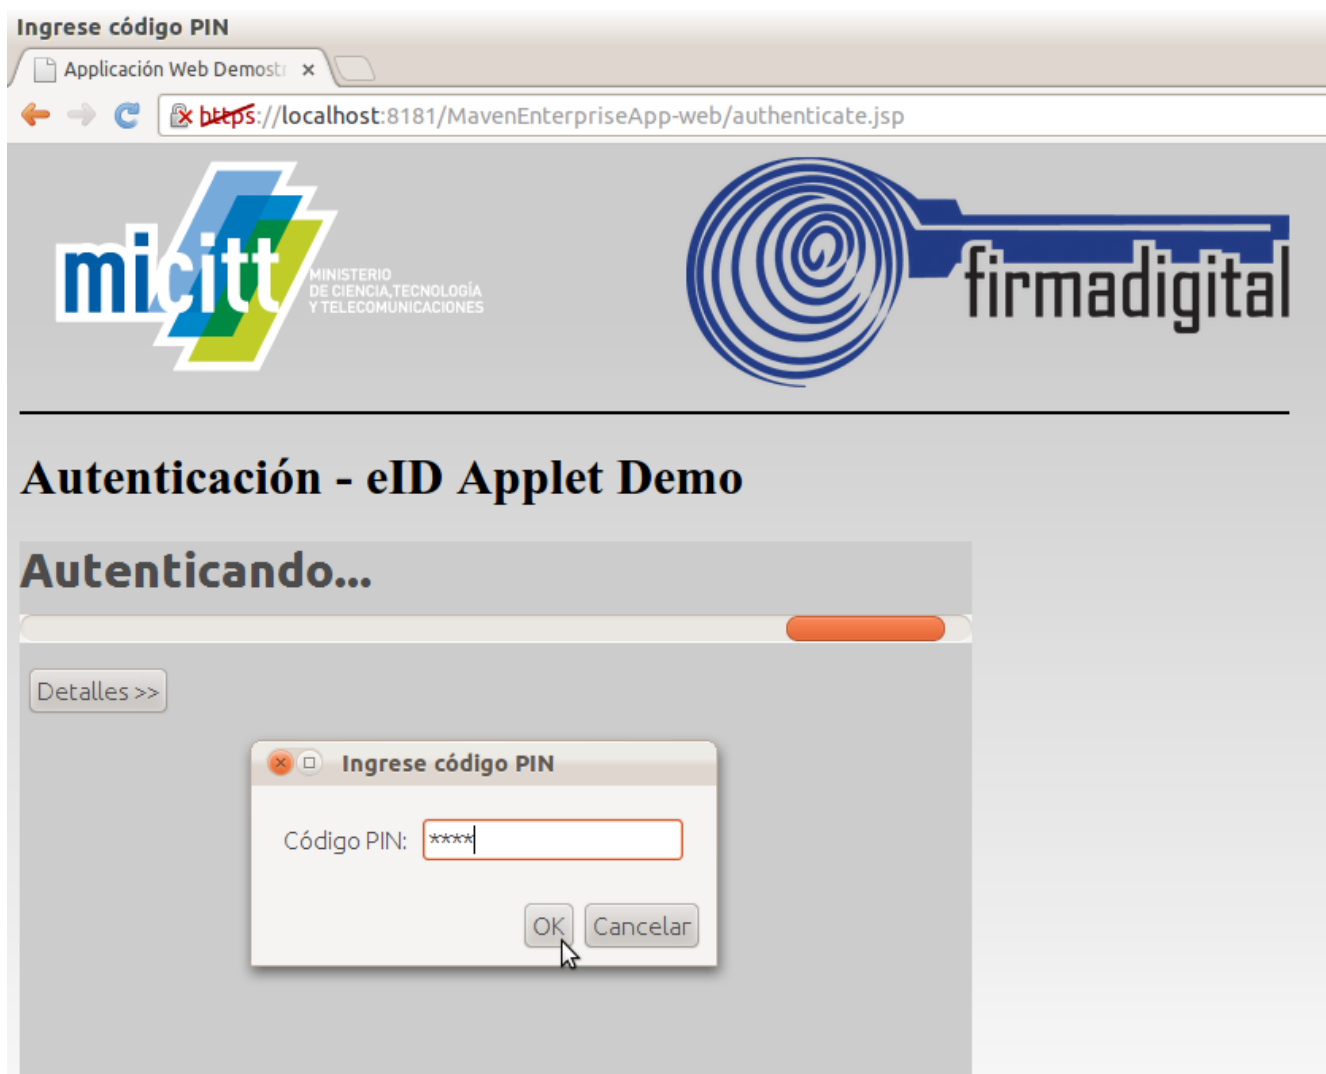 Ingrese código PIN
Applicación Web Demostr
https://localhost:8181/MavenEnterpriseApp-web/authenticate.jsp
micitt
MINISTERIO
DE CIENCIA, TECNOLOGÍA
Y TELECOMUNICACIONES
firmadigital
Autenticación - eID Applet Demo
Autenticando...
Detalles >>
Ingrese código PIN
Código PIN: ****
OK Cancelar